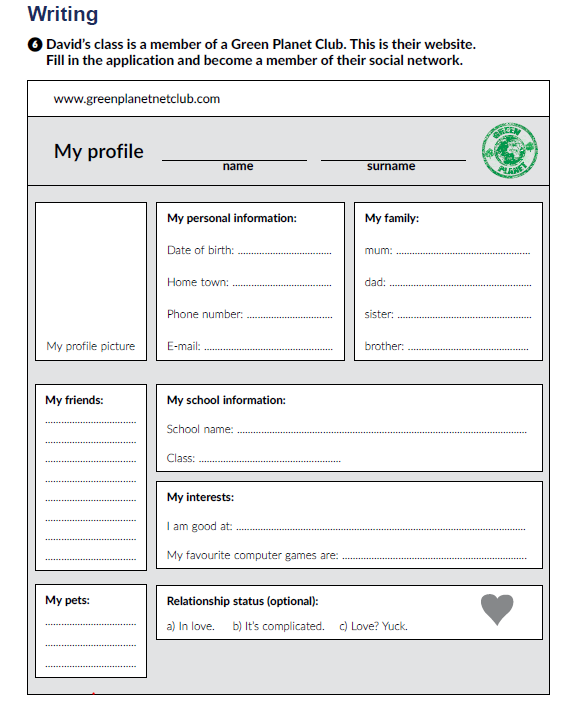 Writing
6 David's class is a member of a Green Planet Club. This is their website.
Fill in the application and become a member of their social network.
www.greenplanetnetclub.com
My profile
name
surname
GREEN
PLANET
My profile picture
My personal information:
Date of birth: ................................
Home town: ................................
Phone number: ................................
E-mail: ................................
My family:
mum: ................................
dad: ................................
sister: ................................
brother: ................................
My friends:
................................
................................
................................
................................
................................
................................
................................
................................
My school information:
School name: ................................
Class: ................................
My interests:
I am good at: ................................
My favourite computer games are: ................................
My pets:
................................
................................
................................
Relationship status (optional):
a) In love. b) It's complicated. c) Love? Yuck.